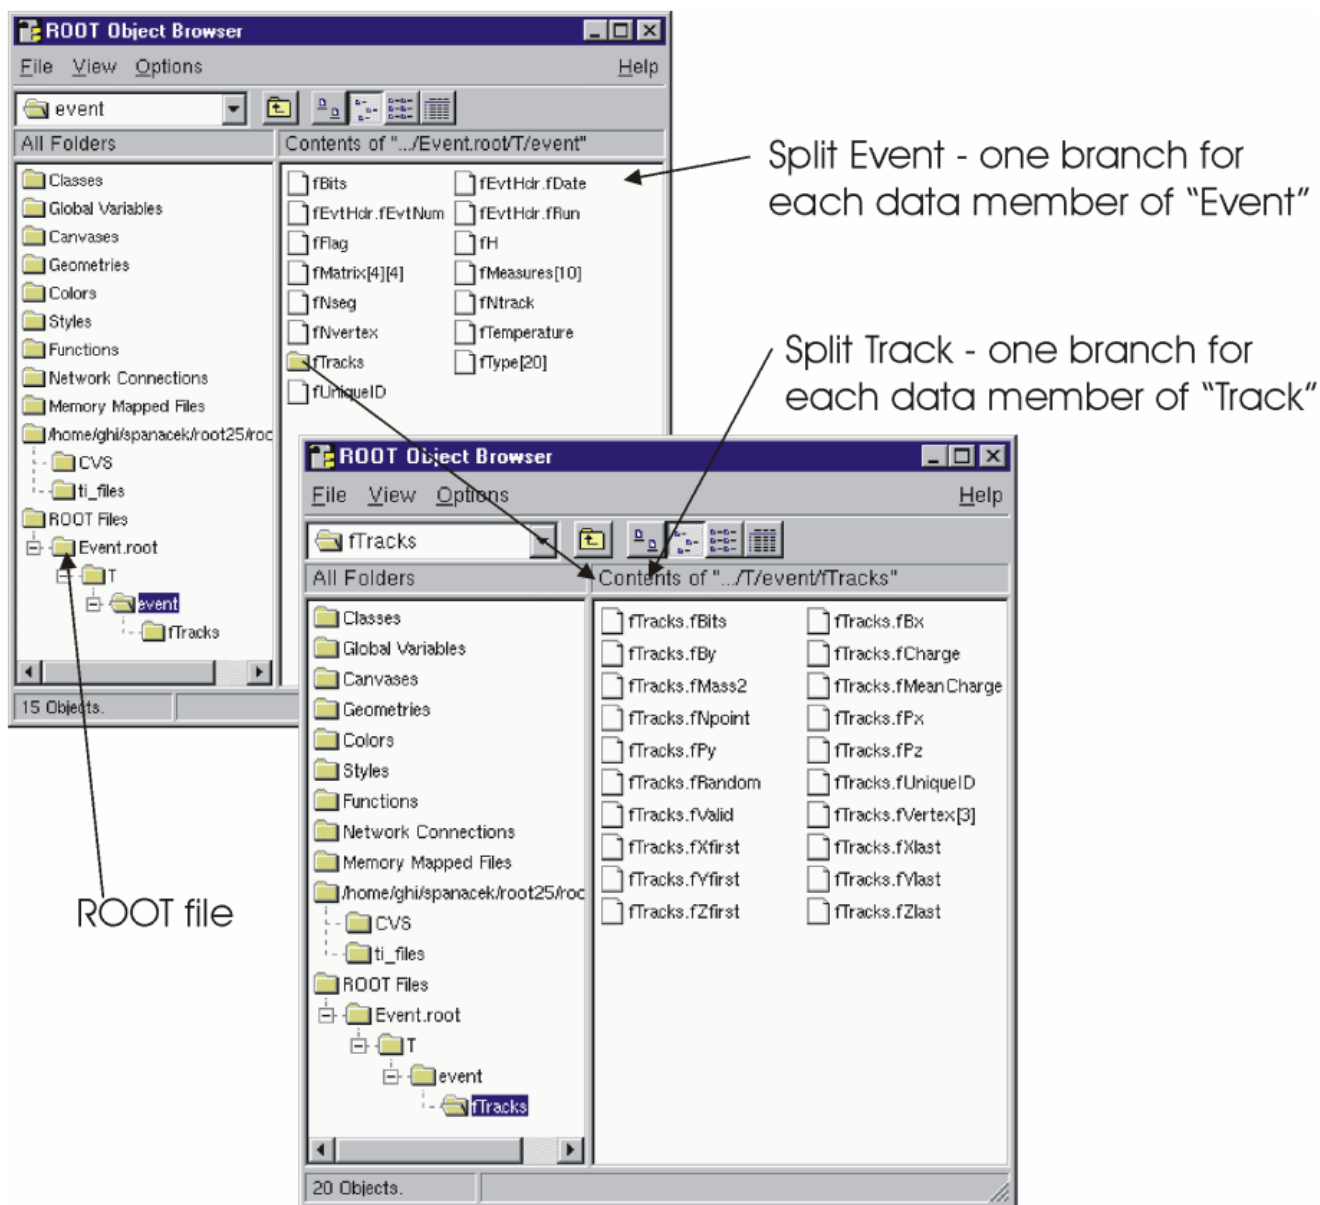 ROOT Object Browser
File View Options Help
event
All Folders
Contents of ".../Event.root/T/event"
Classes
Global Variables
Canvases
Geometries
Colors
Styles
Functions
Network Connections
Memory Mapped Files
/home/ghi/spanacek/root25/roc
CVS
ti_files
ROOT Files
Event.root
T
event
fTracks
fBits fEvtHdr.fDate
fEvtHdr.fEvtNum fEvtHdr.fRun
fFlag fH
fMatrix[4][4] fMeasures[10]
fNseg fNtrack
fNvertex fTemperature
fTracks fType[20]
fUniqueID
15 Objects.
Split Event - one branch for
each data member of "Event"
Split Track - one branch for
each data member of "Track"
ROOT file
ROOT Object Browser
File View Options Help
fTracks
All Folders
Contents of ".../T/event/fTracks"
Classes
Global Variables
Canvases
Geometries
Colors
Styles
Functions
Network Connections
Memory Mapped Files
/home/ghi/spanacek/root25/roc
CVS
ti_files
ROOT Files
Event.root
T
event
fTracks
fTracks.fBits fTracks.fBx
fTracks.fBy fTracks.fCharge
fTracks.fMass2 fTracks.fMeanCharge
fTracks.fNpoint fTracks.fPx
fTracks.fPy fTracks.fPz
fTracks.fRandom fTracks.fUniqueID
fTracks.fValid fTracks.fVertex[3]
fTracks.fXfirst fTracks.fXlast
fTracks.fYfirst fTracks.fYlast
fTracks.fZfirst fTracks.fZlast
20 Objects.